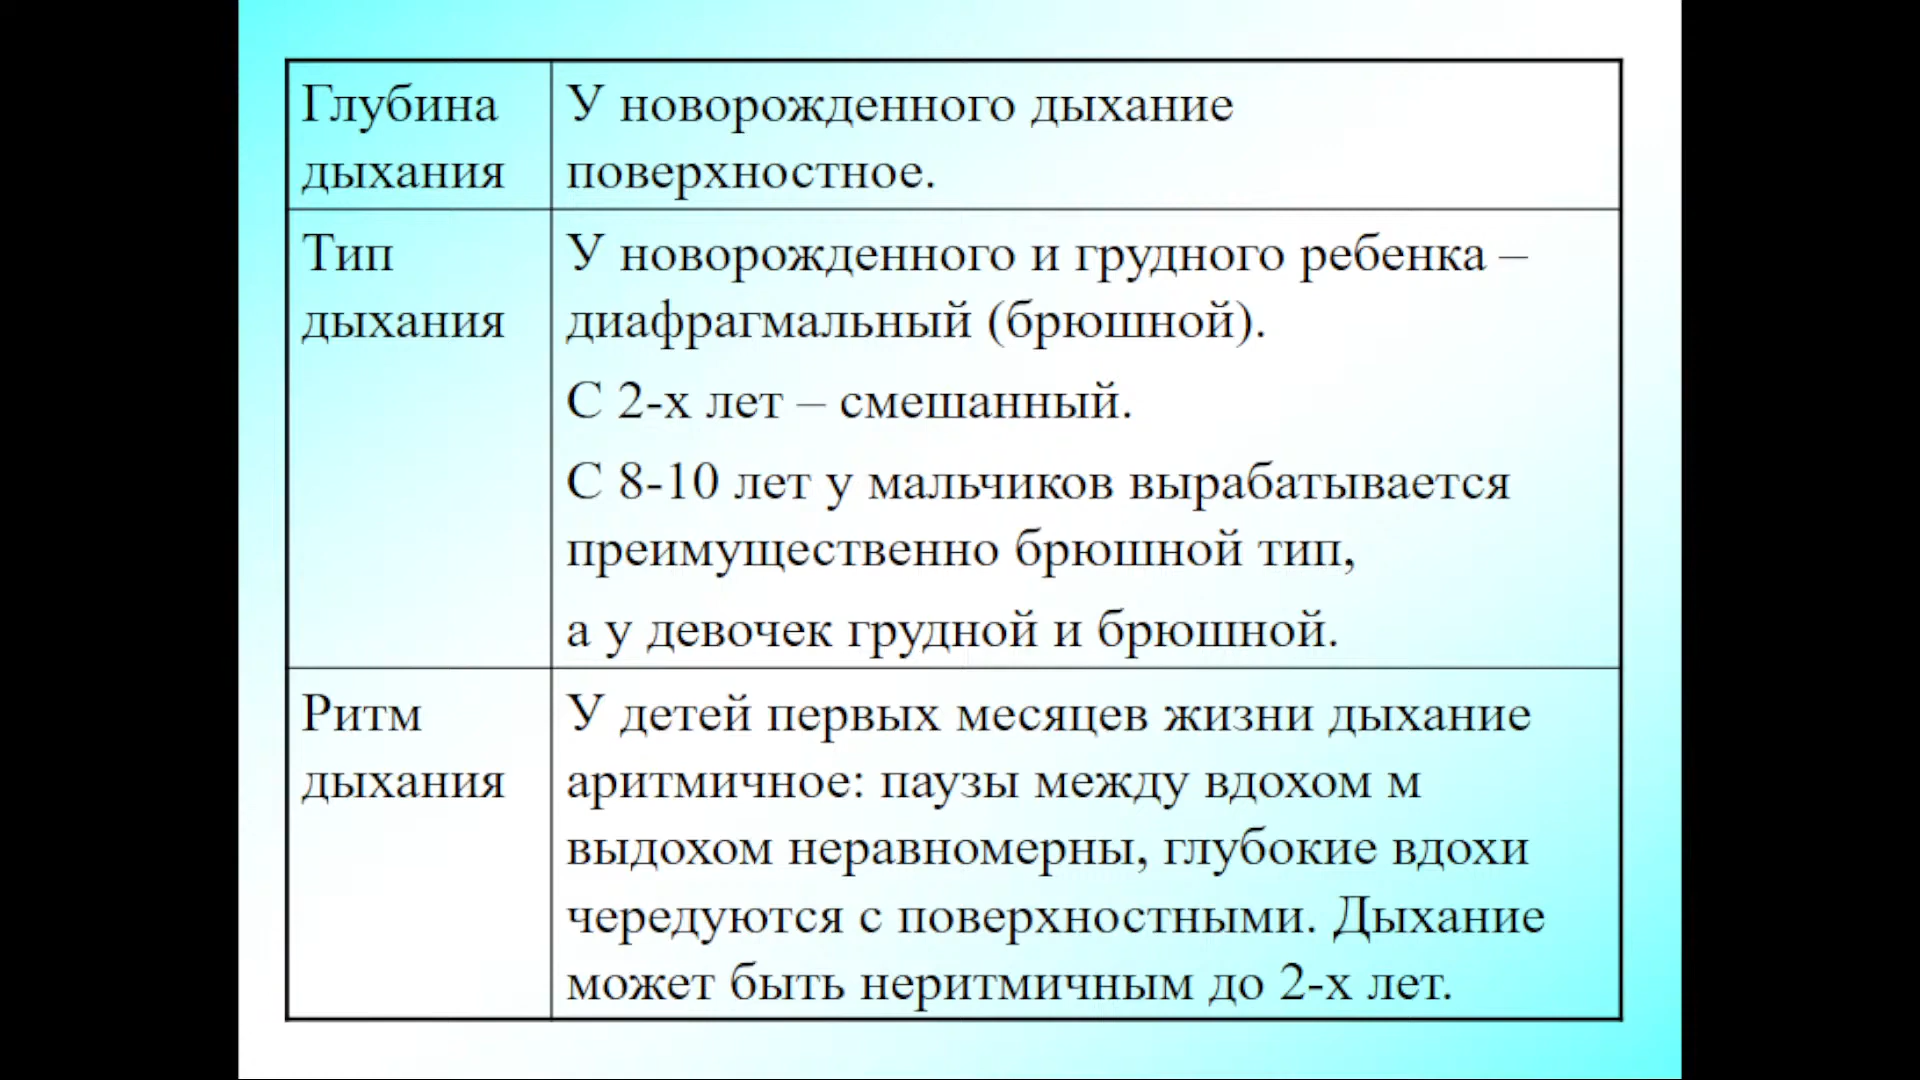 Глубина
дыхания
У новорожденного дыхание
поверхностное.
Тип
дыхания
У новорожденного и грудного ребенка –
диафрагмальный (брюшной).
С 2-х лет – смешанный.
С 8-10 лет у мальчиков вырабатывается
преимущественно брюшной тип,
а у девочек грудной и брюшной.
Ритм
дыхания
У детей первых месяцев жизни дыхание
аритмичное: паузы между вдохом м
выдохом неравномерны, глубокие вдохи
чередуются с поверхностными. Дыхание
может быть неритмичным до 2-х лет.